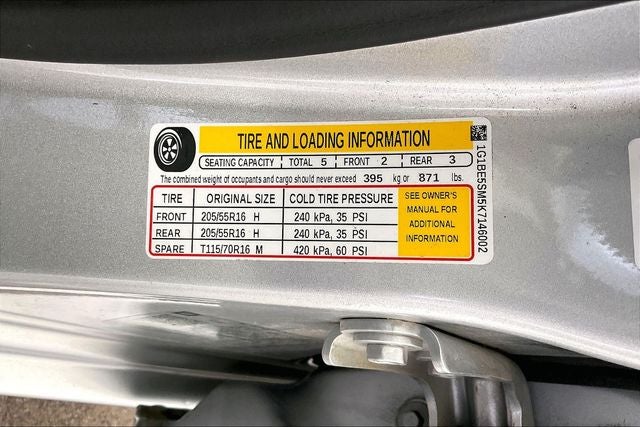 TIRE AND LOADING INFORMATION
SEATING CAPACITY TOTAL 5 FRONT 2 REAR 3
The combined weight of occupants and cargo should never exceed 395 kg or 871 lbs.
TIRE ORIGINAL SIZE COLD TIRE PRESSURE
FRONT 205/55R16 H 240 kPa, 35 PSI
REAR 205/55R16 H 240 kPa, 35 PSI
SPARE T115/70R16 M 420 kPa, 60 PSI
SEE OWNER'S
MANUAL FOR
ADDITIONAL
INFORMATION
1G1BE5SM5K7146002